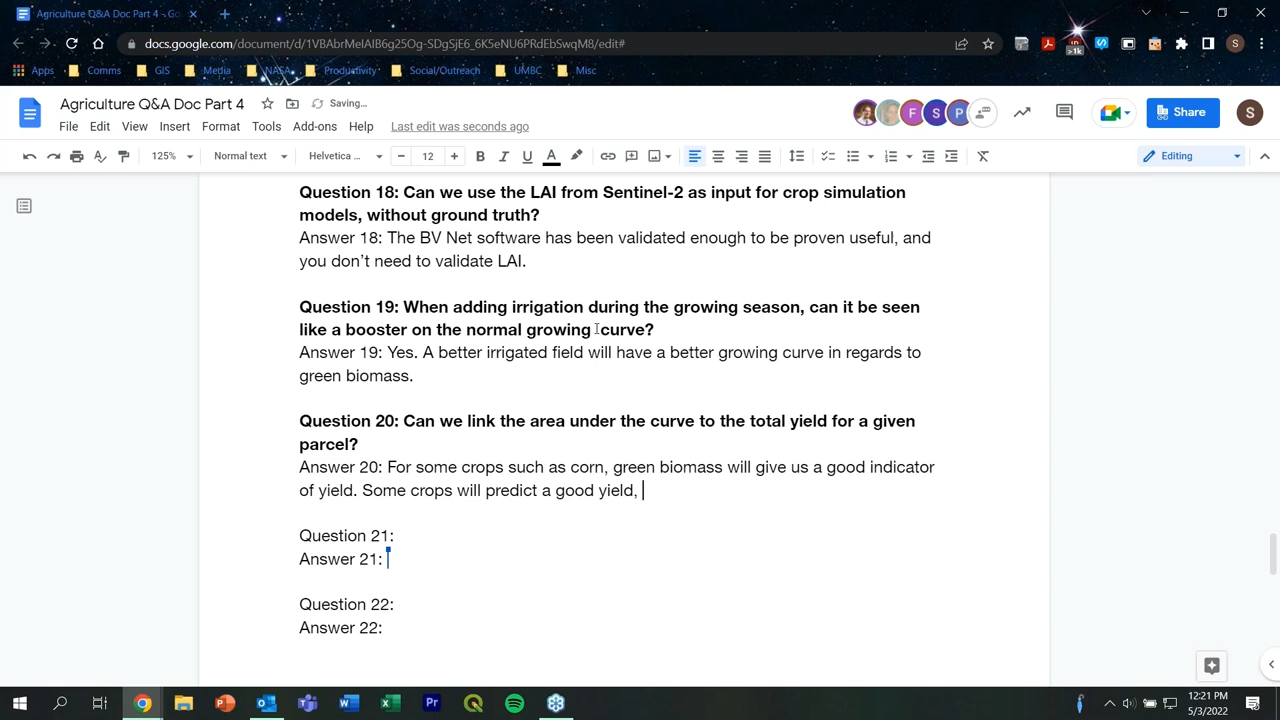 Agriculture Q&A Doc Part 4 - Go
docs.google.com/document/d/1VBAbrMelAIB6g25Og-SDgSjE6_6K5eNU6PRdEbSwqM8/edit#
>1k
S
Apps Comms GIS Media NASA Productivity Social/Outreach UMBC Misc
Agriculture Q&A Doc Part 4 Saving...
File Edit View Insert Format Tools Add-ons Help Last edit was seconds ago
F S P Share S
125% Normal text Helvetica ... 12 B I U A Editing
Question 18: Can we use the LAI from Sentinel-2 as input for crop simulation
models, without ground truth?
Answer 18: The BV Net software has been validated enough to be proven useful, and
you don’t need to validate LAI.
Question 19: When adding irrigation during the growing season, can it be seen
like a booster on the normal growing curve?
Answer 19: Yes. A better irrigated field will have a better growing curve in regards to
green biomass.
Question 20: Can we link the area under the curve to the total yield for a given
parcel?
Answer 20: For some crops such as corn, green biomass will give us a good indicator
of yield. Some crops will predict a good yield,
Question 21:
Answer 21:
Question 22:
Answer 22:
12:21 PM
5/3/2022